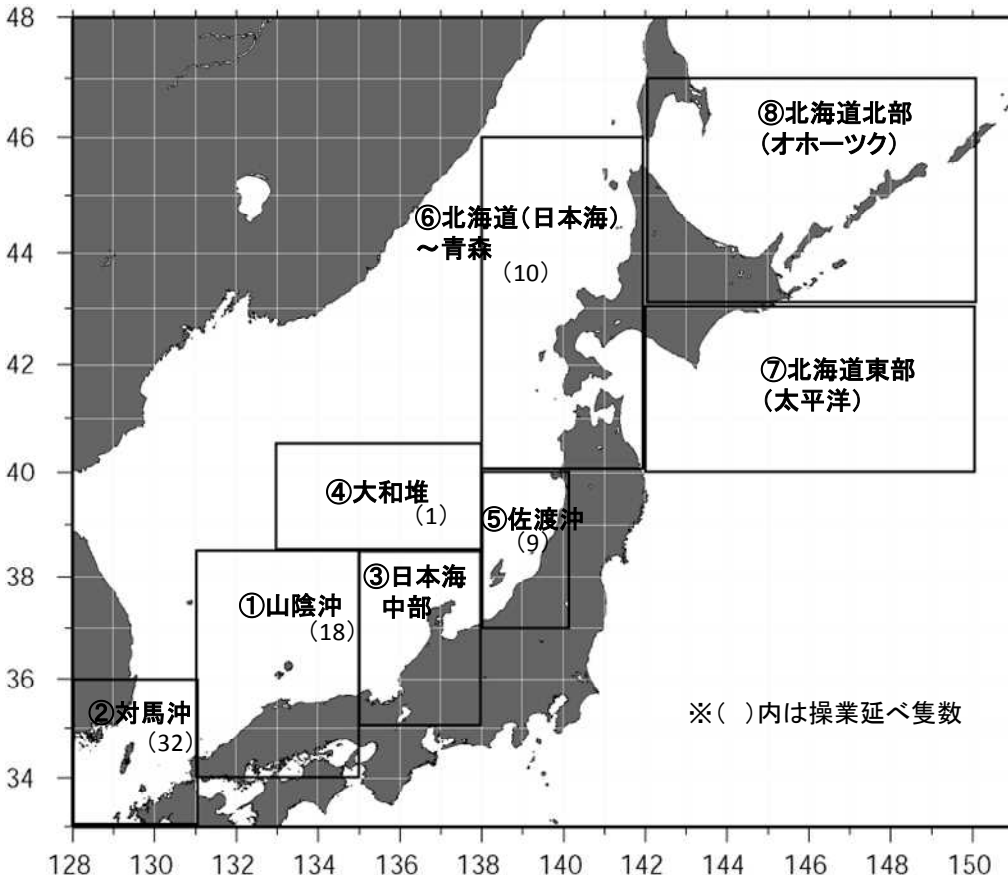 48
46
44
42
40
38
36
34
⑧北海道北部
(オホーツク)
⑥北海道(日本海)
～青森
(10)
⑦北海道東部
(太平洋)
④大和堆
(1)
⑤佐渡沖
(9)
③日本海
中部
①山陰沖
(18)
②対馬沖
(32)
※(　)内は操業延べ隻数
128 130 132 134 136 138 140 142 144 146 148 150